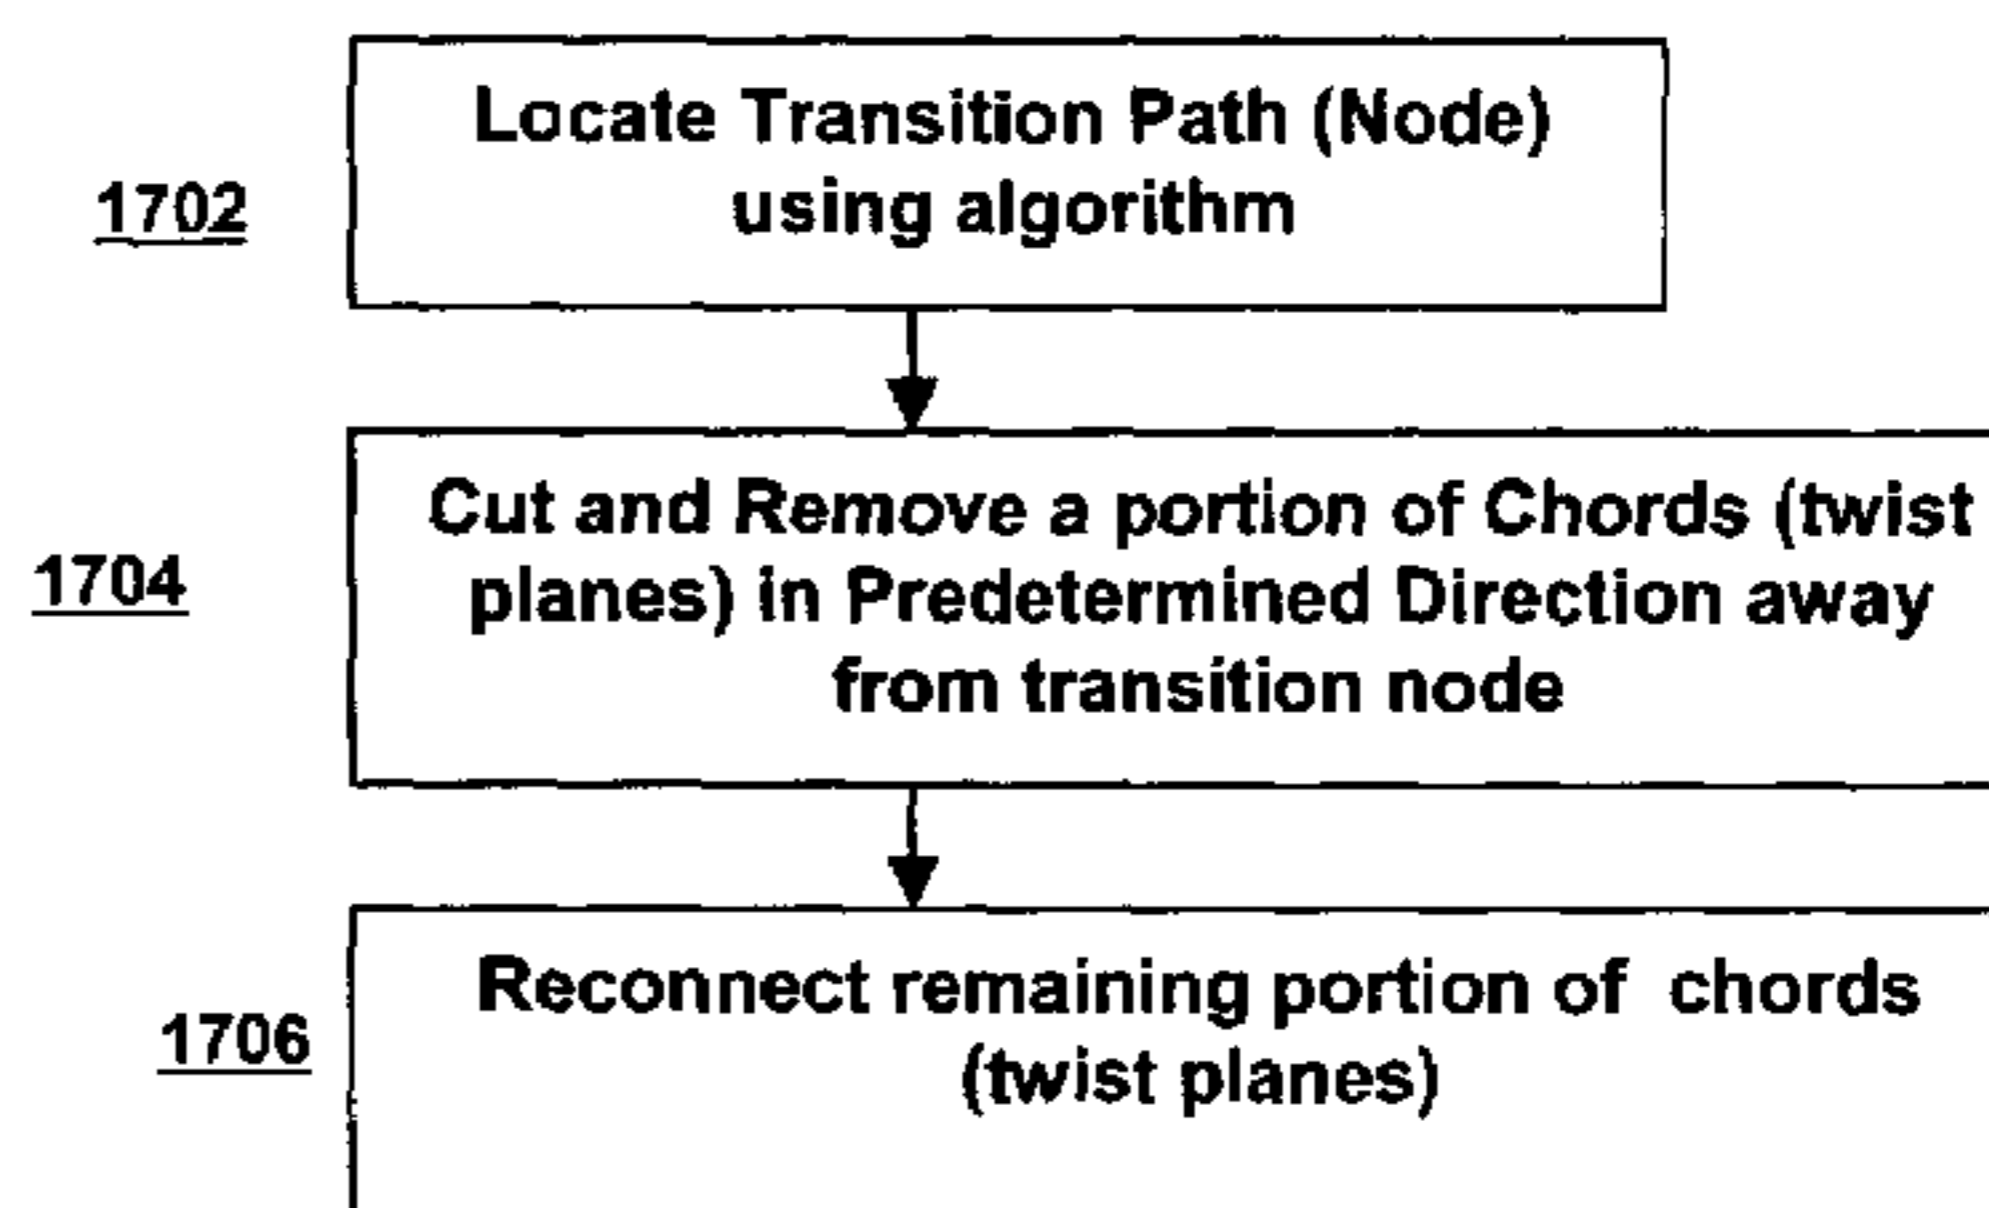 Locate Transition Path (Node)
using algorithm
1702
Cut and Remove a portion of Chords (twist
planes) in Predetermined Direction away
from transition node
1704
Reconnect remaining portion of chords
(twist planes)
1706